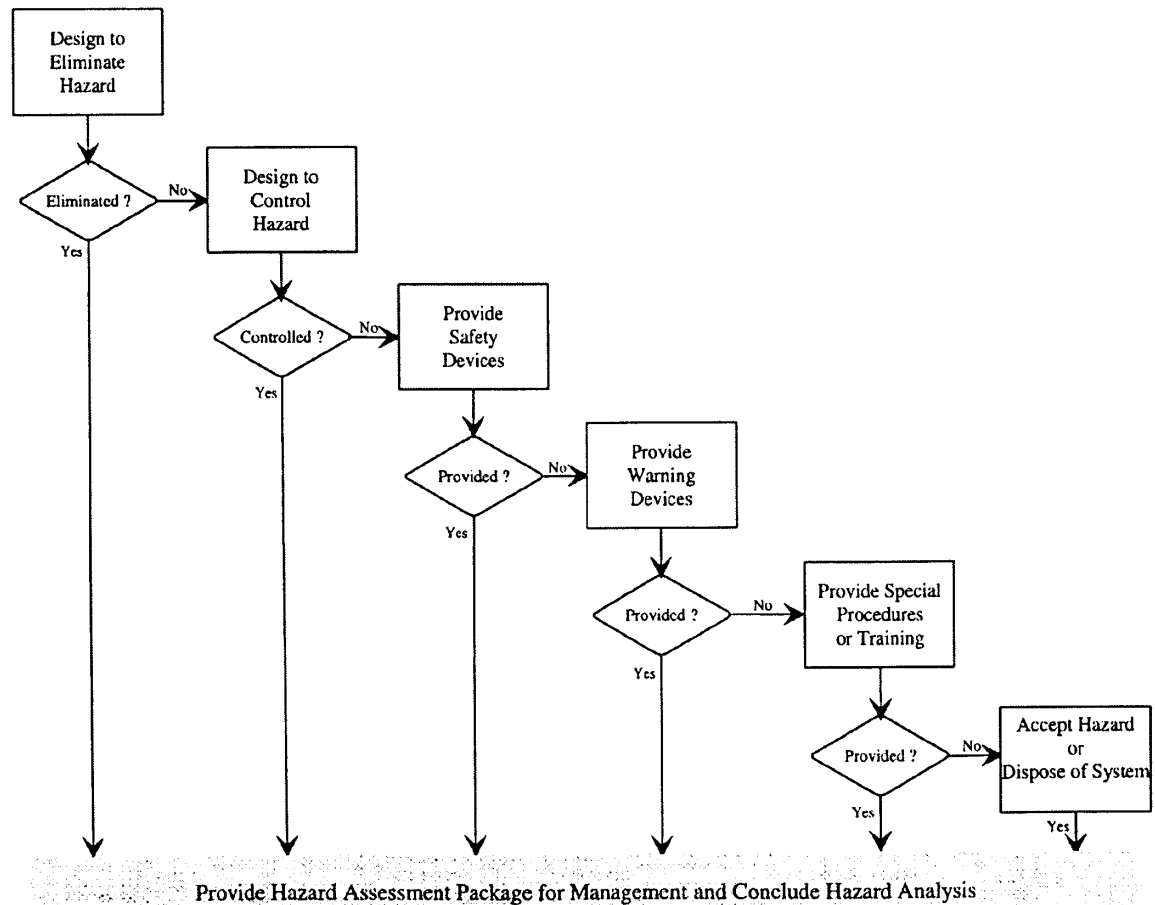 Design to
Eliminate
Hazard
Eliminated ?
No
Yes
Design to
Control
Hazard
Controlled ?
No
Yes
Provide
Safety
Devices
Provided ?
No
Yes
Provide
Warning
Devices
Provided ?
No
Yes
Provide Special
Procedures
or Training
Provided ?
No
Yes
Accept Hazard
or
Dispose of System
Yes
Provide Hazard Assessment Package for Management and Conclude Hazard Analysis